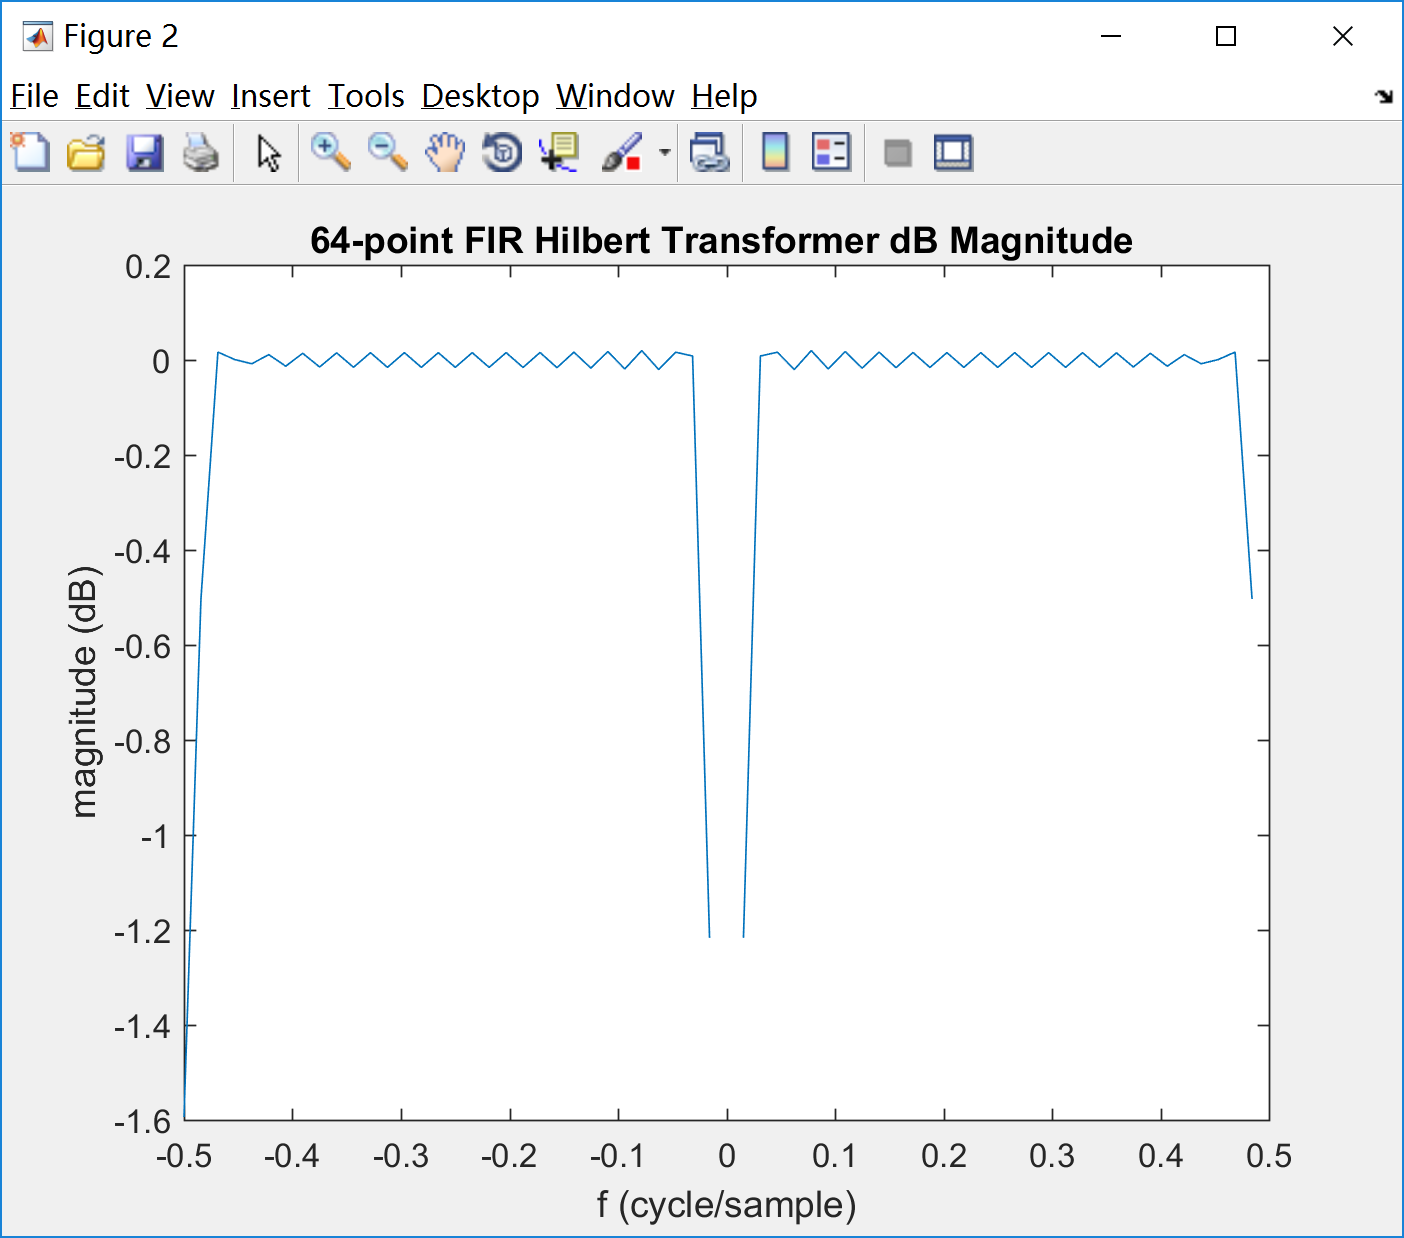 Figure 2
File Edit View Insert Tools Desktop Window Help
64-point FIR Hilbert Transformer dB Magnitude
0.2
0
-0.2
-0.4
-0.6
-0.8
-1
-1.2
-1.4
-1.6
magnitude (dB)
-0.5 -0.4 -0.3 -0.2 -0.1 0 0.1 0.2 0.3 0.4 0.5
f (cycle/sample)